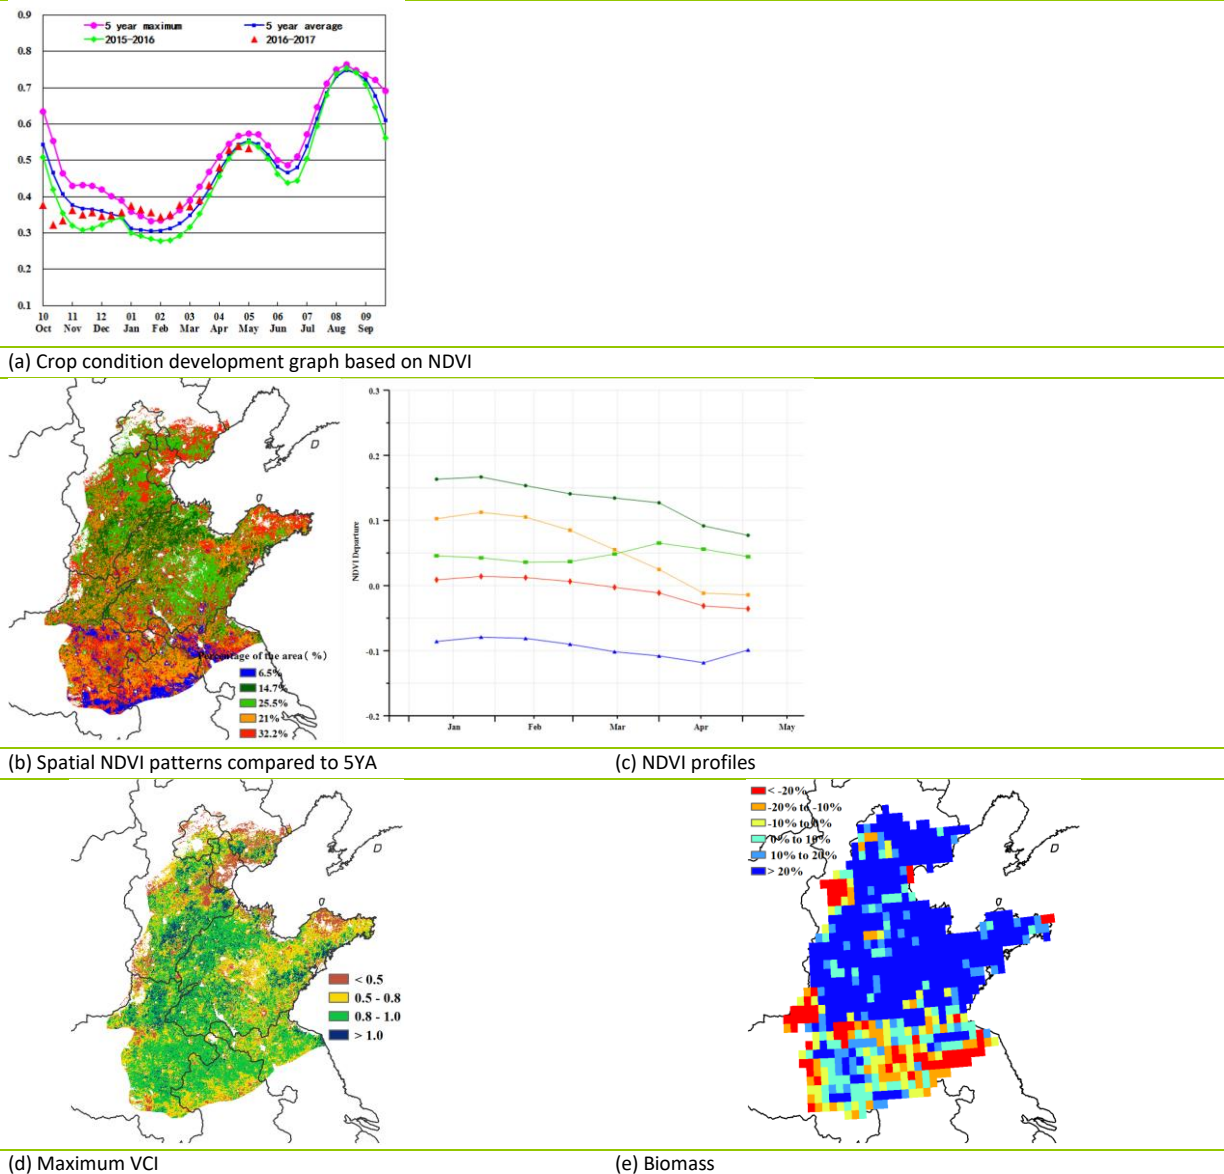 5 year maximum 5 year average
2015-2016 2016-2017
0.9
0.8
0.7
0.6
0.5
0.4
0.3
0.2
0.1
10 11 12 01 02 03 04 05 06 07 08 09
Oct Nov Dec Jan Feb Mar Apr May Jun Jul Aug Sep
(a) Crop condition development graph based on NDVI
Percentage of the area( %)
6.5%
14.7%
25.5%
21%
32.2%
NDVI Departure
0.3
0.2
0.1
0.0
-0.1
-0.2
Jan Feb Mar Apr May
(b) Spatial NDVI patterns compared to 5YA (c) NDVI profiles
< 0.5
0.5 - 0.8
0.8 - 1.0
> 1.0
< -20%
-20% to -10%
-10% to 0%
0% to 10%
10% to 20%
> 20%
(d) Maximum VCI (e) Biomass